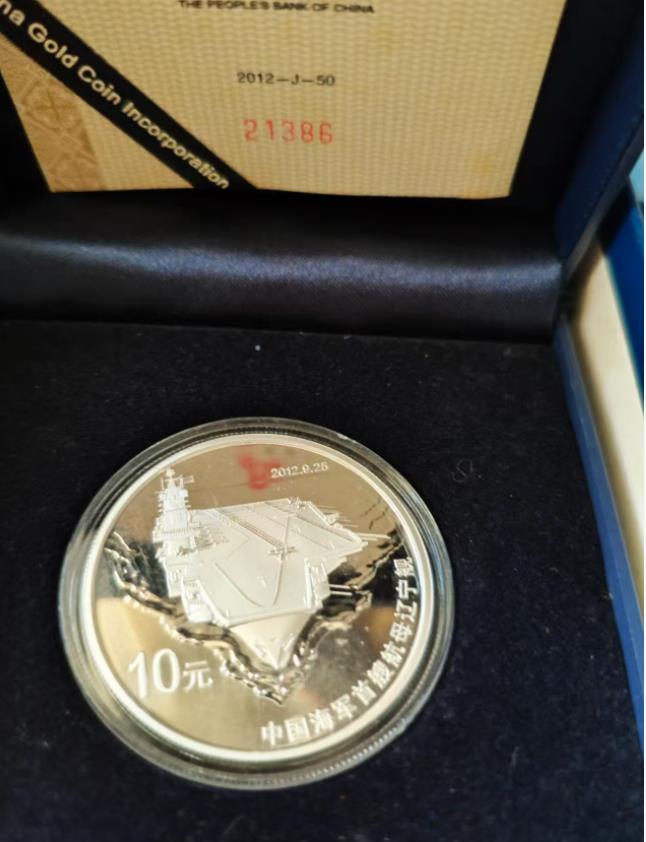 THE PEOPLE'S BANK OF CHINA
na Gold Coin Incorporation
2012-J-50
21386
2012.9.25
10元
中国海军首艘航母辽宁舰